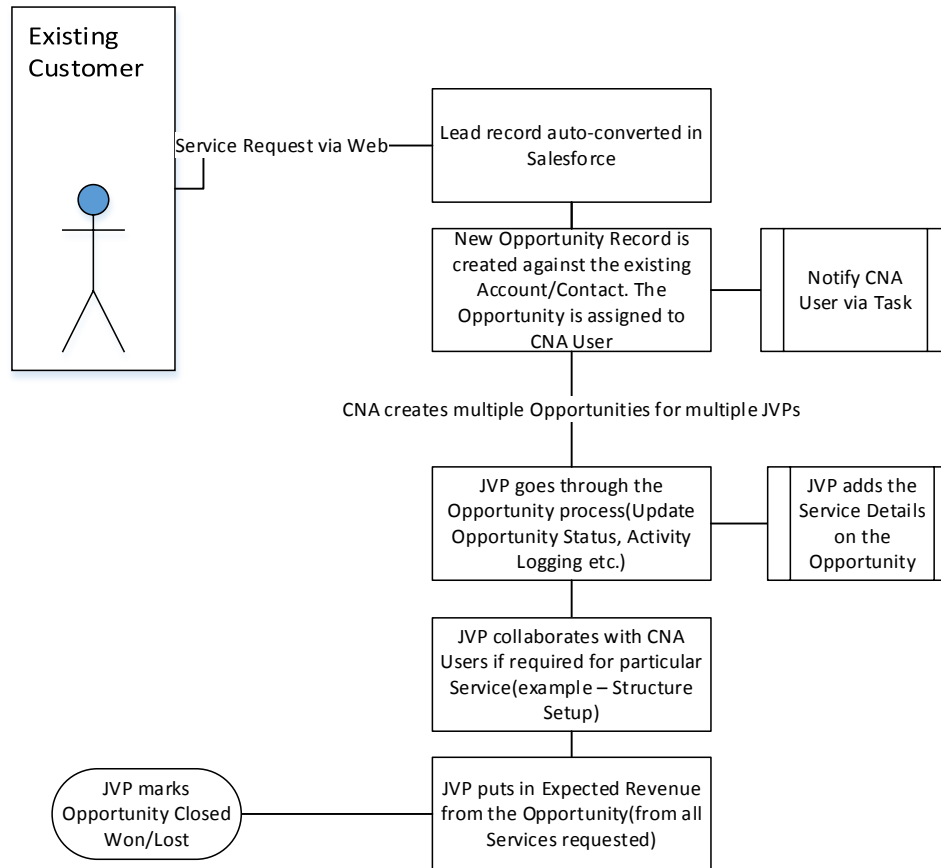 Existing
Customer
Service Request via Web
Lead record auto-converted in
Salesforce
New Opportunity Record is
created against the existing
Account/Contact. The
Opportunity is assigned to
CNA User
Notify CNA
User via Task
CNA creates multiple Opportunities for multiple JVPs
JVP goes through the
Opportunity process(Update
Opportunity Status, Activity
Logging etc.)
JVP adds the
Service Details
on the
Opportunity
JVP collaborates with CNA
Users if required for particular
Service(example – Structure
Setup)
JVP puts in Expected Revenue
from the Opportunity(from all
Services requested)
JVP marks
Opportunity Closed
Won/Lost